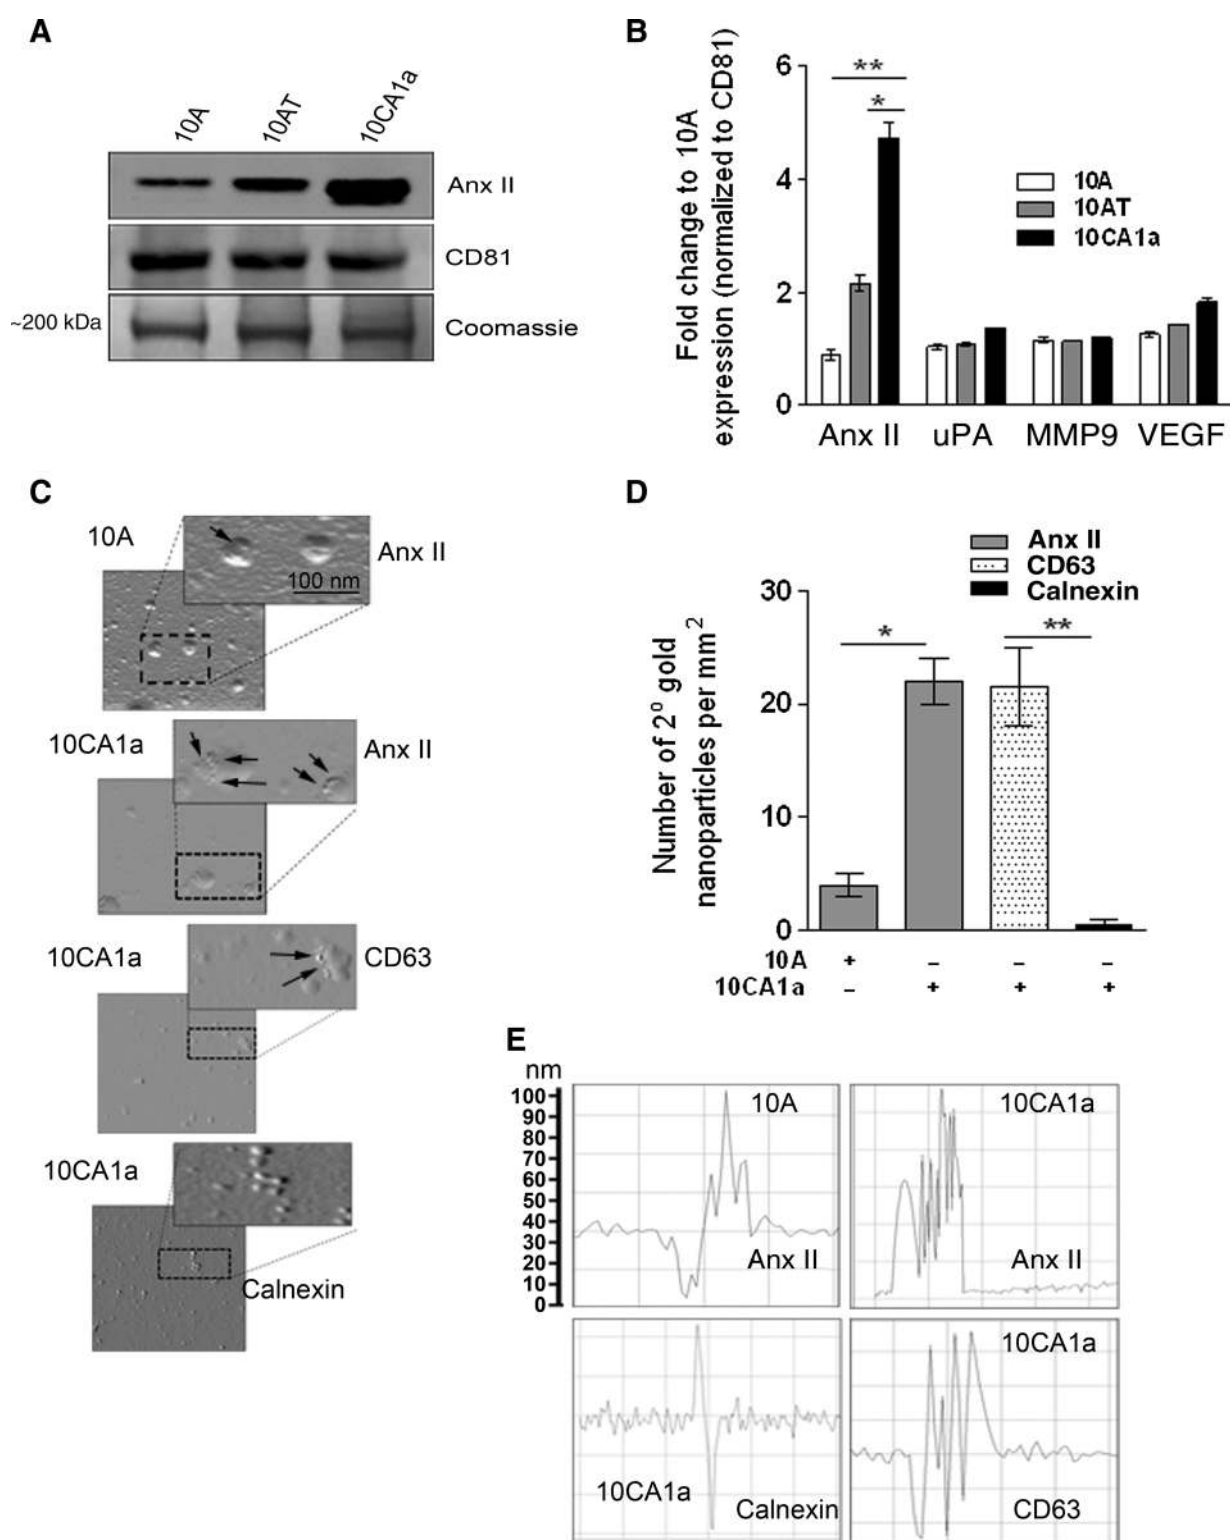 A
10A
10AT
10CA1a
Anx II
CD81
~200 kDa
Coomassie
B
Fold change to 10A
expression (normalized to CD81)
6
4
2
0
**
*
10A
10AT
10CA1a
Anx II
uPA
MMP9
VEGF
C
10A
Anx II
100 nm
10CA1a
Anx II
10CA1a
CD63
10CA1a
Calnexin
D
Anx II
CD63
Calnexin
Number of 2º gold
nanoparticles per mm²
30
20
10
0
*
**
10A + – – –
10CA1a – + + +
E
nm
100
90
80
70
60
50
40
30
20
10
0
10A
Anx II
10CA1a
Anx II
10CA1a
Calnexin
10CA1a
CD63